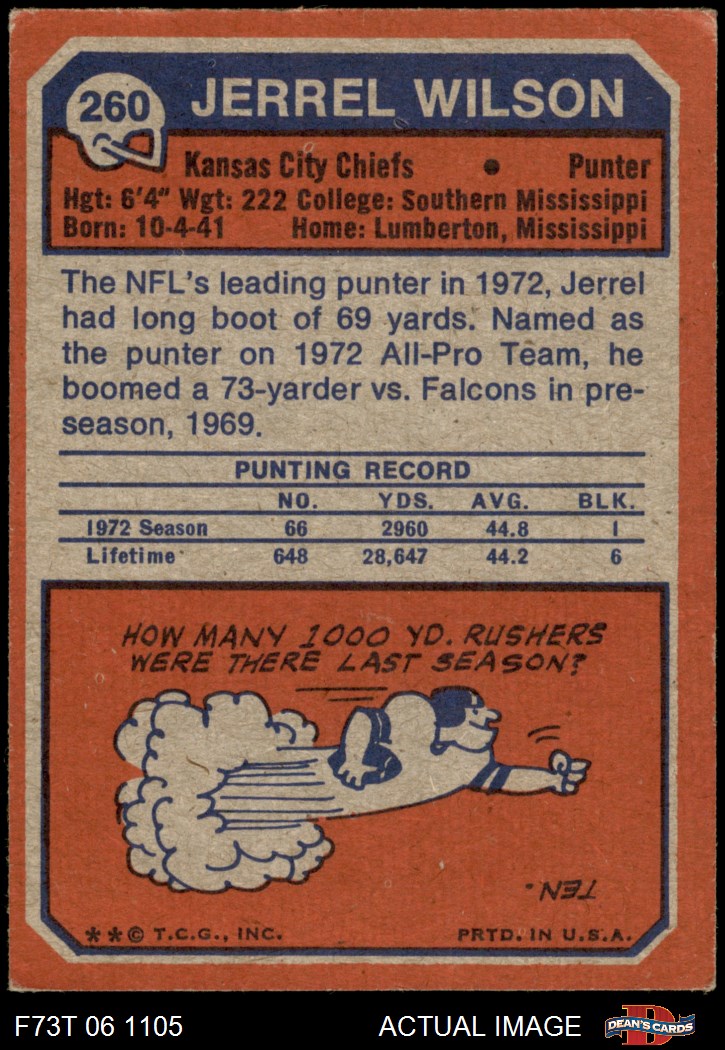 260 JERREL WILSON
Kansas City Chiefs • Punter
Hgt: 6'4" Wgt: 222 College: Southern Mississippi
Born: 10-4-41 Home: Lumberton, Mississippi
The NFL's leading punter in 1972, Jerrel
had long boot of 69 yards. Named as
the punter on 1972 All-Pro Team, he
boomed a 73-yarder vs. Falcons in pre-
season, 1969.
PUNTING RECORD
NO. YDS. AVG. BLK.
1972 Season 66 2960 44.8 1
Lifetime 648 28,647 44.2 6
HOW MANY 1000 YD. RUSHERS
WERE THERE LAST SEASON?
TEN.
**© T.C.G., INC. PRTD. IN U.S.A.
F73T 06 1105 ACTUAL IMAGE DEAN'S CARDS